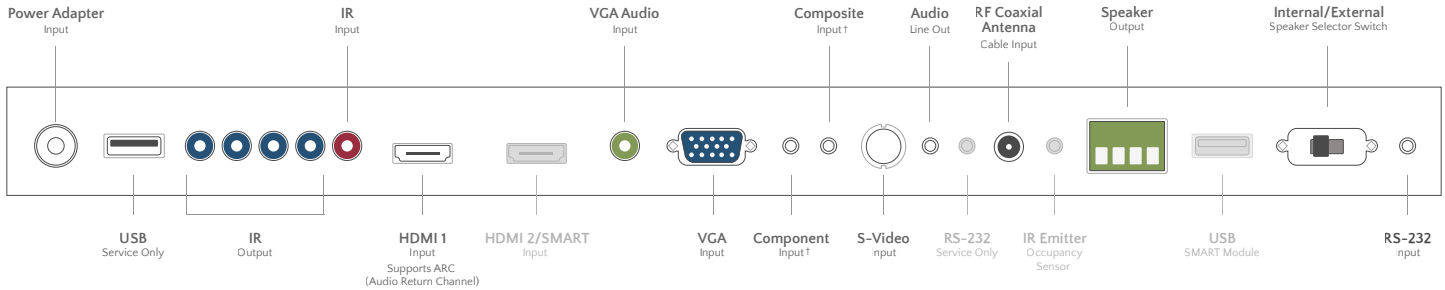 Power Adapter
Input
IR
Input
VGA Audio
Input
Composite
Input†
Audio
Line Out
RF Coaxial
Antenna
Cable Input
Speaker
Output
Internal/External
Speaker Selector Switch
USB
Service Only
IR
Output
HDMI 1
Input
Supports ARC
(Audio Return Channel)
HDMI 2/SMART
Input
VGA
Input
Component
Input†
S-Video
Input
RS-232
Service Only
IR Emitter
Occupancy
Sensor
USB
SMART Module
RS-232
Input